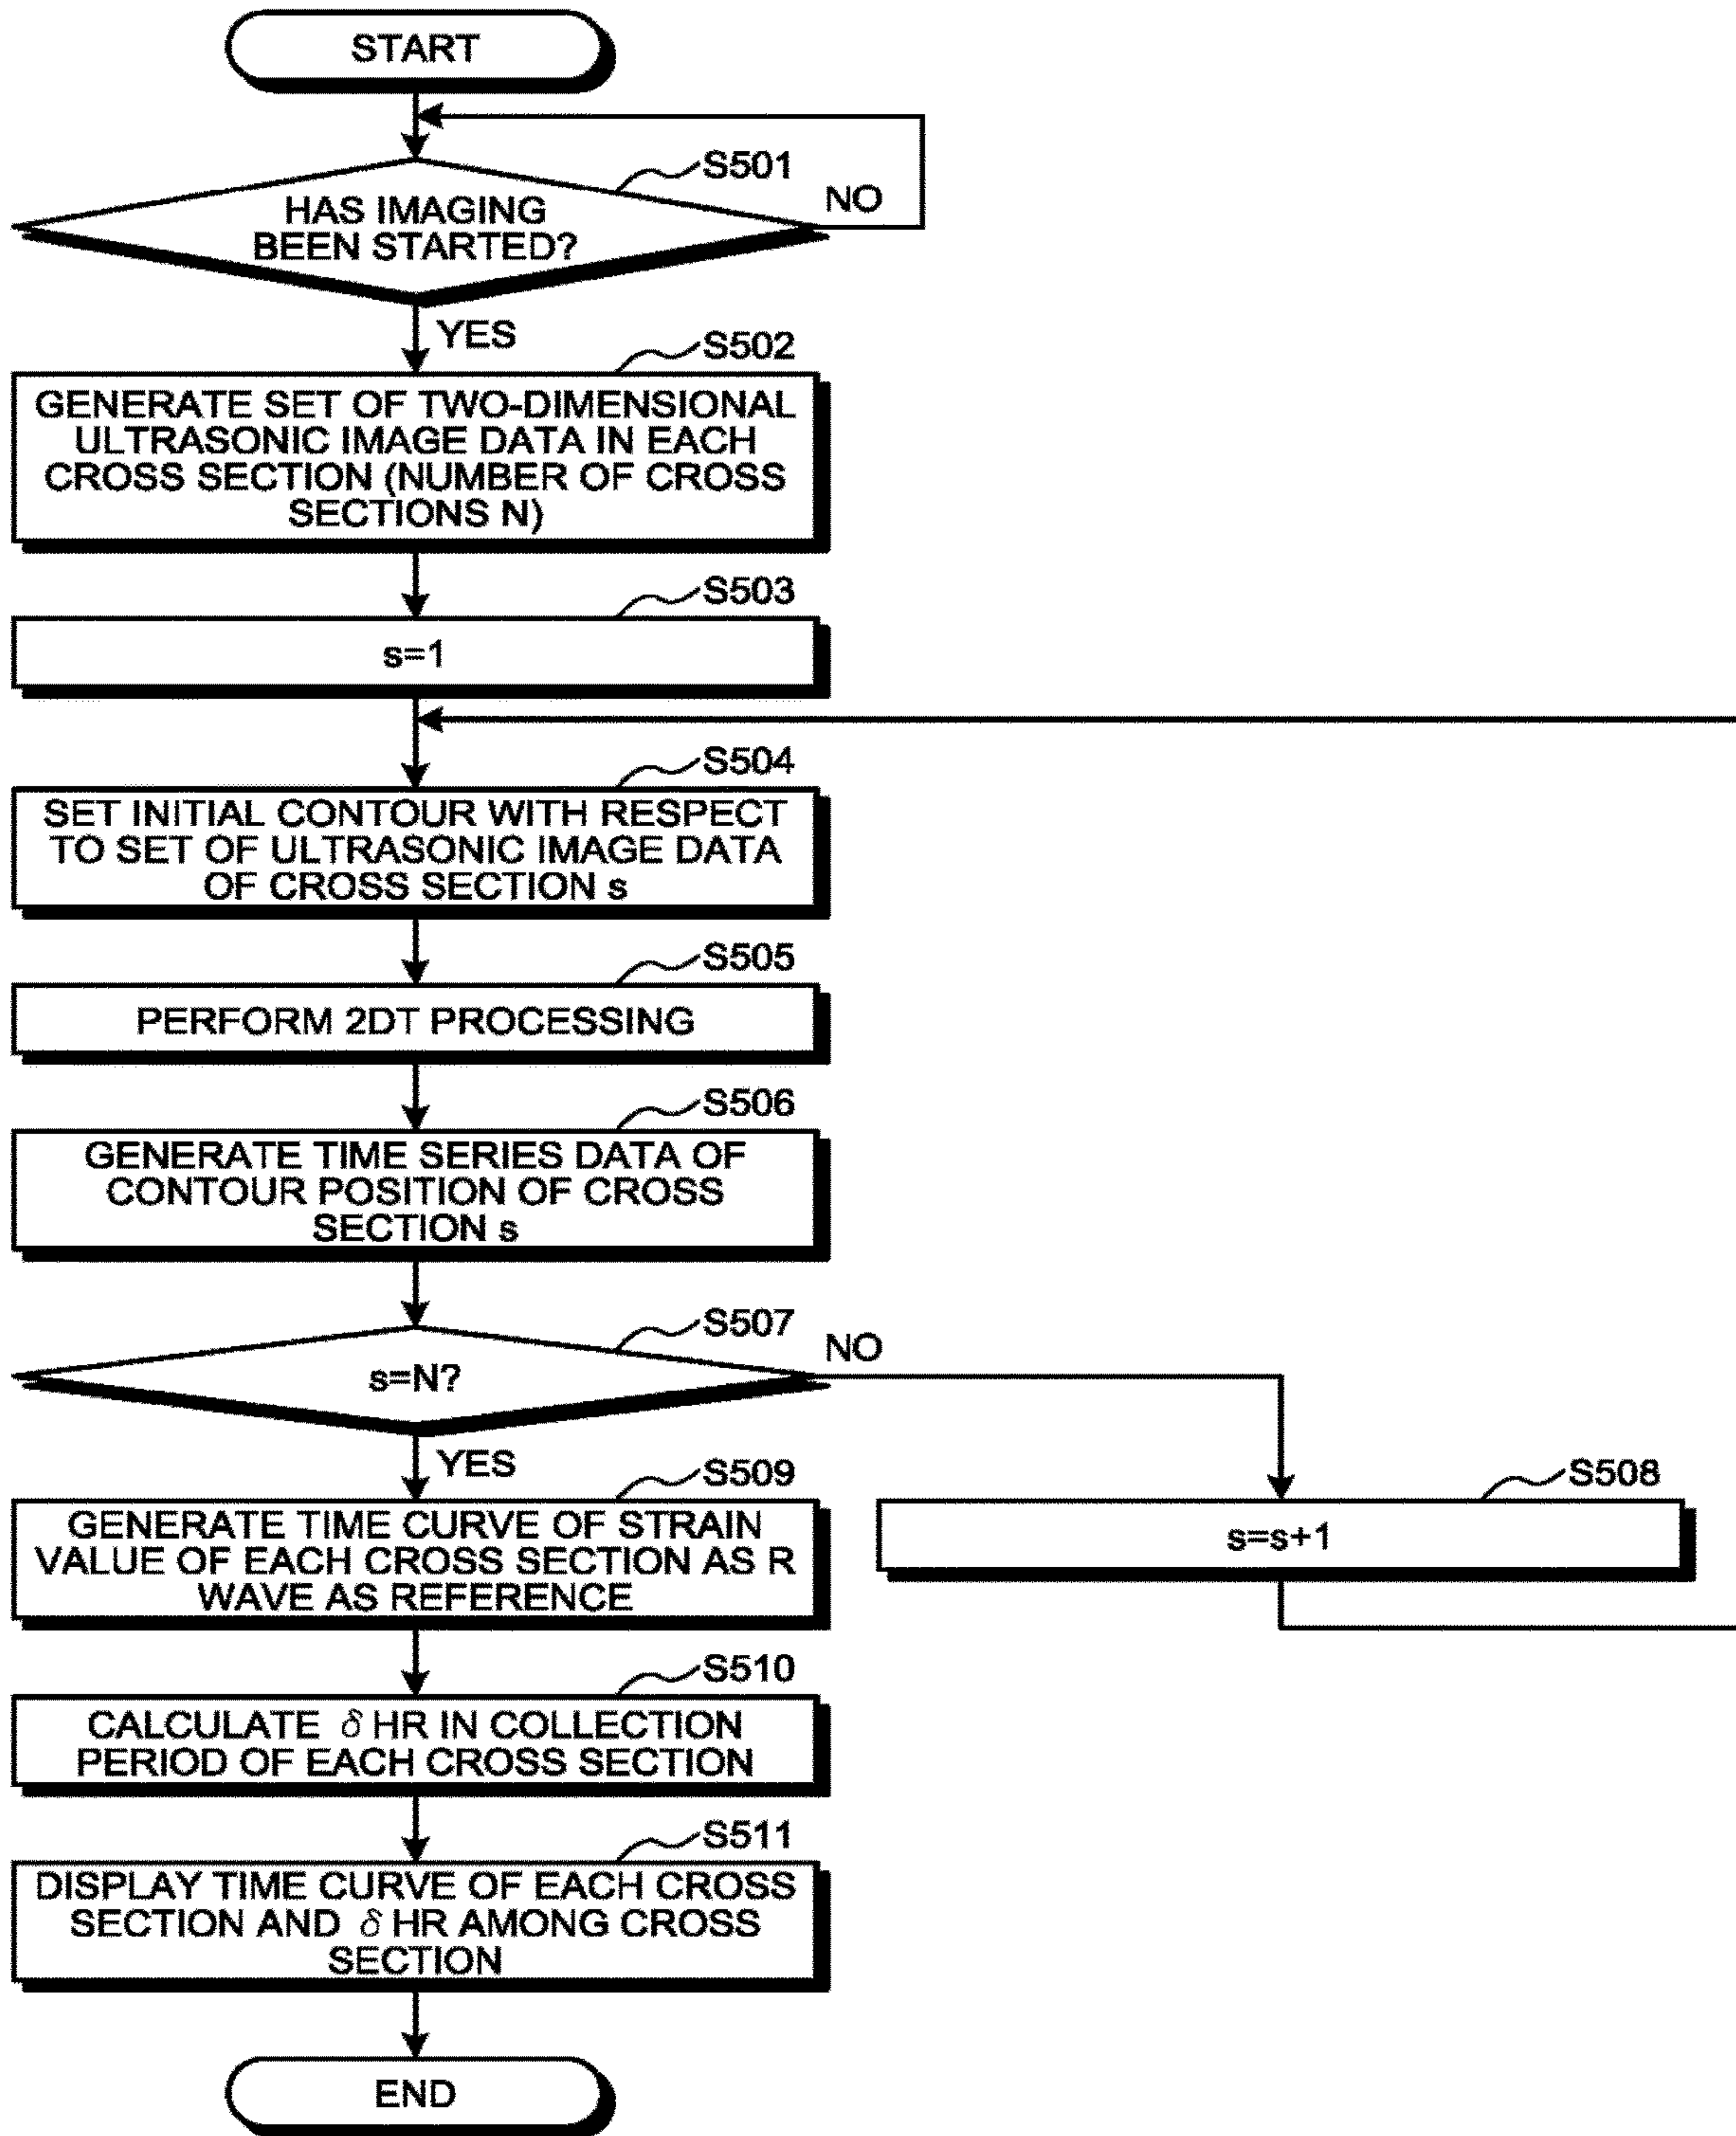 START
S501
HAS IMAGING
BEEN STARTED?
NO
YES
S502
GENERATE SET OF TWO-DIMENSIONAL
ULTRASONIC IMAGE DATA IN EACH
CROSS SECTION (NUMBER OF CROSS
SECTIONS N)
S503
s=1
S504
SET INITIAL CONTOUR WITH RESPECT
TO SET OF ULTRASONIC IMAGE DATA
OF CROSS SECTION s
S505
PERFORM 2DT PROCESSING
S506
GENERATE TIME SERIES DATA OF
CONTOUR POSITION OF CROSS
SECTION s
S507
s=N?
NO
YES
S508
s=s+1
S509
GENERATE TIME CURVE OF STRAIN
VALUE OF EACH CROSS SECTION AS R
WAVE AS REFERENCE
S510
CALCULATE δ HR IN COLLECTION
PERIOD OF EACH CROSS SECTION
S511
DISPLAY TIME CURVE OF EACH CROSS
SECTION AND δ HR AMONG CROSS
SECTION
END